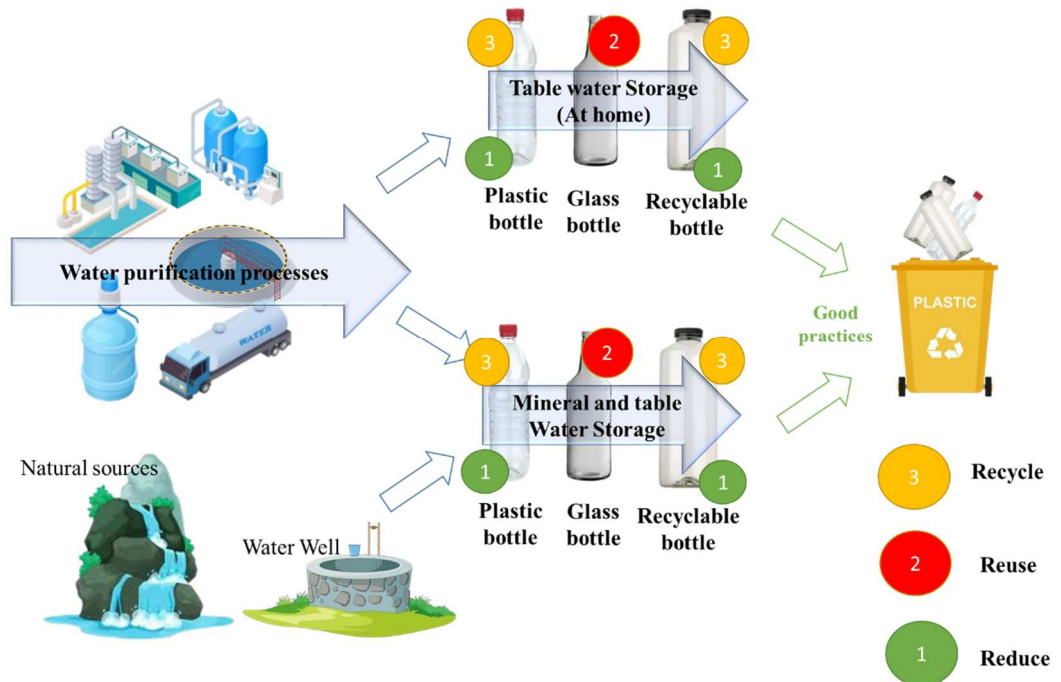 3
2
3
Table water Storage
(At home)
1
1
Plastic
bottle
Glass
bottle
Recyclable
bottle
Water purification processes
WATER
3
2
3
Mineral and table
Water Storage
1
1
Plastic
bottle
Glass
bottle
Recyclable
bottle
Good
practices
PLASTIC
Natural sources
Water Well
3
Recycle
2
Reuse
1
Reduce